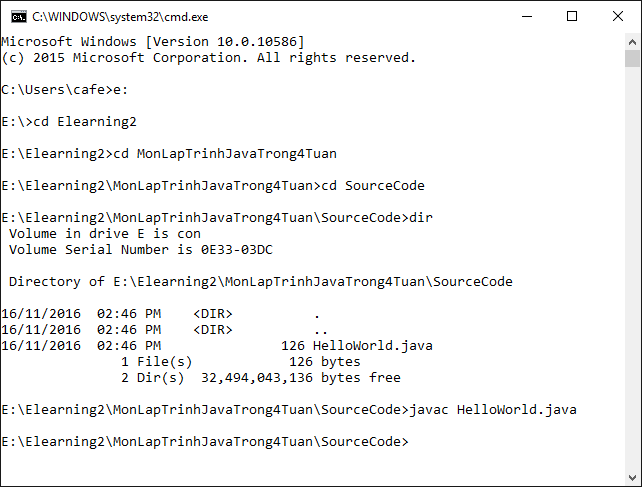 C:\WINDOWS\system32\cmd.exe
Microsoft Windows [Version 10.0.10586]
(c) 2015 Microsoft Corporation. All rights reserved.
C:\Users\cafe>e:
E:\>cd Elearning2
E:\Elearning2>cd MonLapTrinhJavaTrong4Tuan
E:\Elearning2\MonLapTrinhJavaTrong4Tuan>cd SourceCode
E:\Elearning2\MonLapTrinhJavaTrong4Tuan\SourceCode>dir
 Volume in drive E is con
 Volume Serial Number is 0E33-03DC
 Directory of E:\Elearning2\MonLapTrinhJavaTrong4Tuan\SourceCode
16/11/2016  02:46 PM    <DIR>          .
16/11/2016  02:46 PM    <DIR>          ..
16/11/2016  02:46 PM               126 HelloWorld.java
               1 File(s)            126 bytes
               2 Dir(s)  32,494,043,136 bytes free
E:\Elearning2\MonLapTrinhJavaTrong4Tuan\SourceCode>javac HelloWorld.java
E:\Elearning2\MonLapTrinhJavaTrong4Tuan\SourceCode>